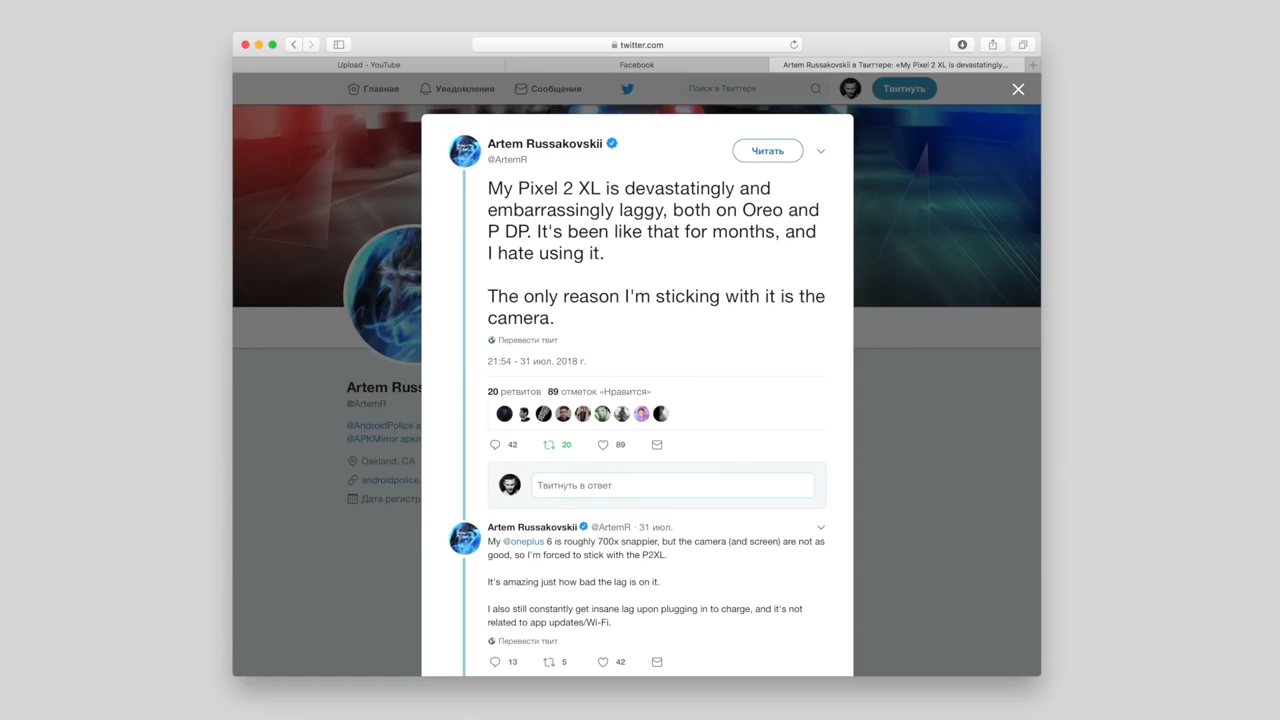 twitter.com
Upload - YouTube
Facebook
Artem Russakovskii в Твиттере: «My Pixel 2 XL is devastatingly...
Главная
Уведомления
Сообщения
Поиск в Твиттере
Твитнуть
Artem Russakovskii
@ArtemR
Читать
My Pixel 2 XL is devastatingly and
embarrassingly laggy, both on Oreo and
P DP. It's been like that for months, and
I hate using it.
The only reason I'm sticking with it is the
camera.
Перевести твит
21:54 - 31 июл. 2018 г.
20 ретвитов 89 отметок «Нравится»
42 20 89
Твитнуть в ответ
Artem Russ
@ArtemR
@AndroidPolice a
@APKMirror apkn
Oakland, CA
androidpolice.
Дата регистр
Artem Russakovskii @ArtemR · 31 июл.
My @oneplus 6 is roughly 700x snappier, but the camera (and screen) are not as
good, so I'm forced to stick with the P2XL.
It's amazing just how bad the lag is on it.
I also still constantly get insane lag upon plugging in to charge, and it's not
related to app updates/Wi-Fi.
Перевести твит
13 5 42